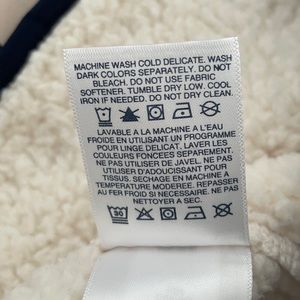 MACHINE WASH COLD DELICATE. WASH
DARK COLORS SEPARATELY. DO NOT
BLEACH. DO NOT USE FABRIC
SOFTENER. TUMBLE DRY LOW. COOL
IRON IF NEEDED. DO NOT DRY CLEAN.
LAVABLE A LA MACHINE A L'EAU
FROIDE EN UTILISANT UN PROGRAMME
POUR LINGE DELICAT. LAVER LES
COULEURS FONCEES SEPAREMENT.
NE PAS UTILISER DE JAVEL. NE PAS
UTILISER D'ADOUCISSANT POUR
TISSU. SECHAGE EN MACHINE A
TEMPERATURE MODEREE. REPASSAGE
AU FER FROID SI NECESSAIRE. NE PAS
NETTOYER A SEC.
30